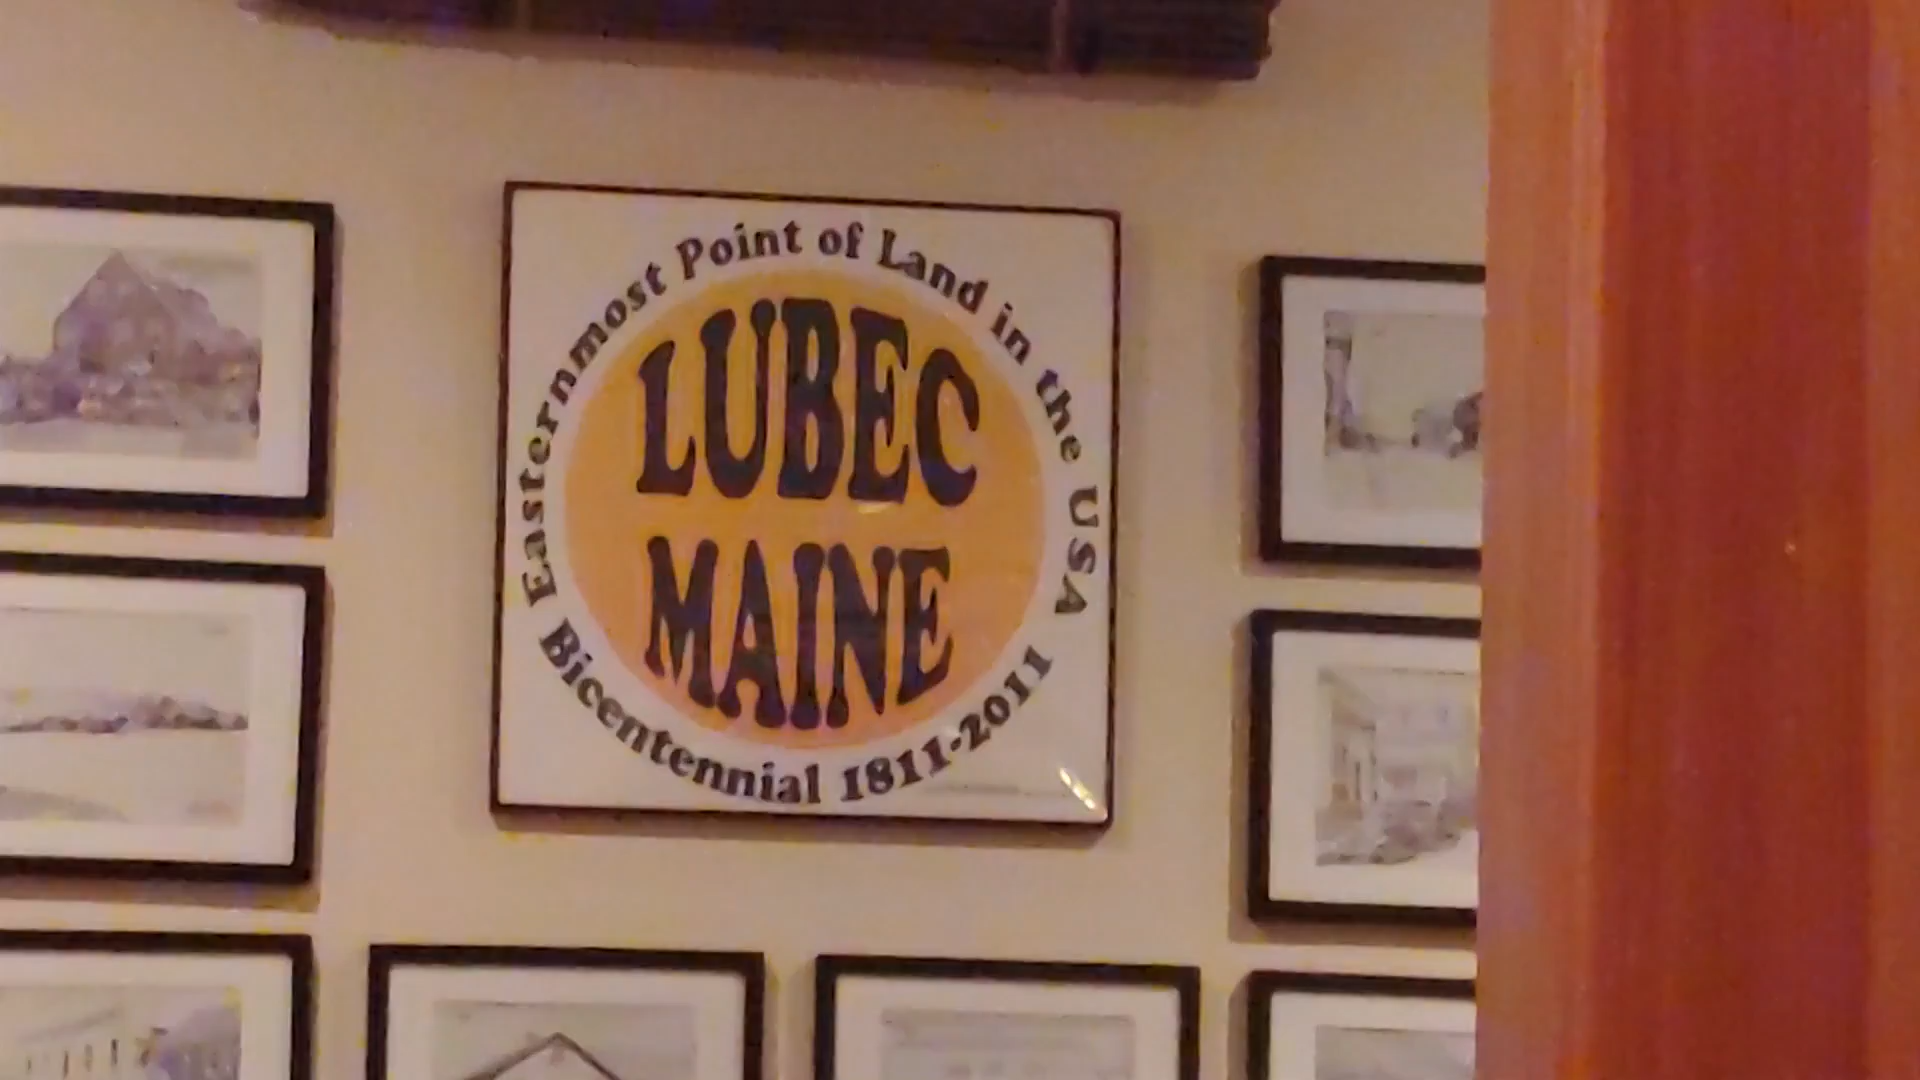 Easternmost Point of Land in the USA
LUBEC
MAINE
Bicentennial 1811-2011